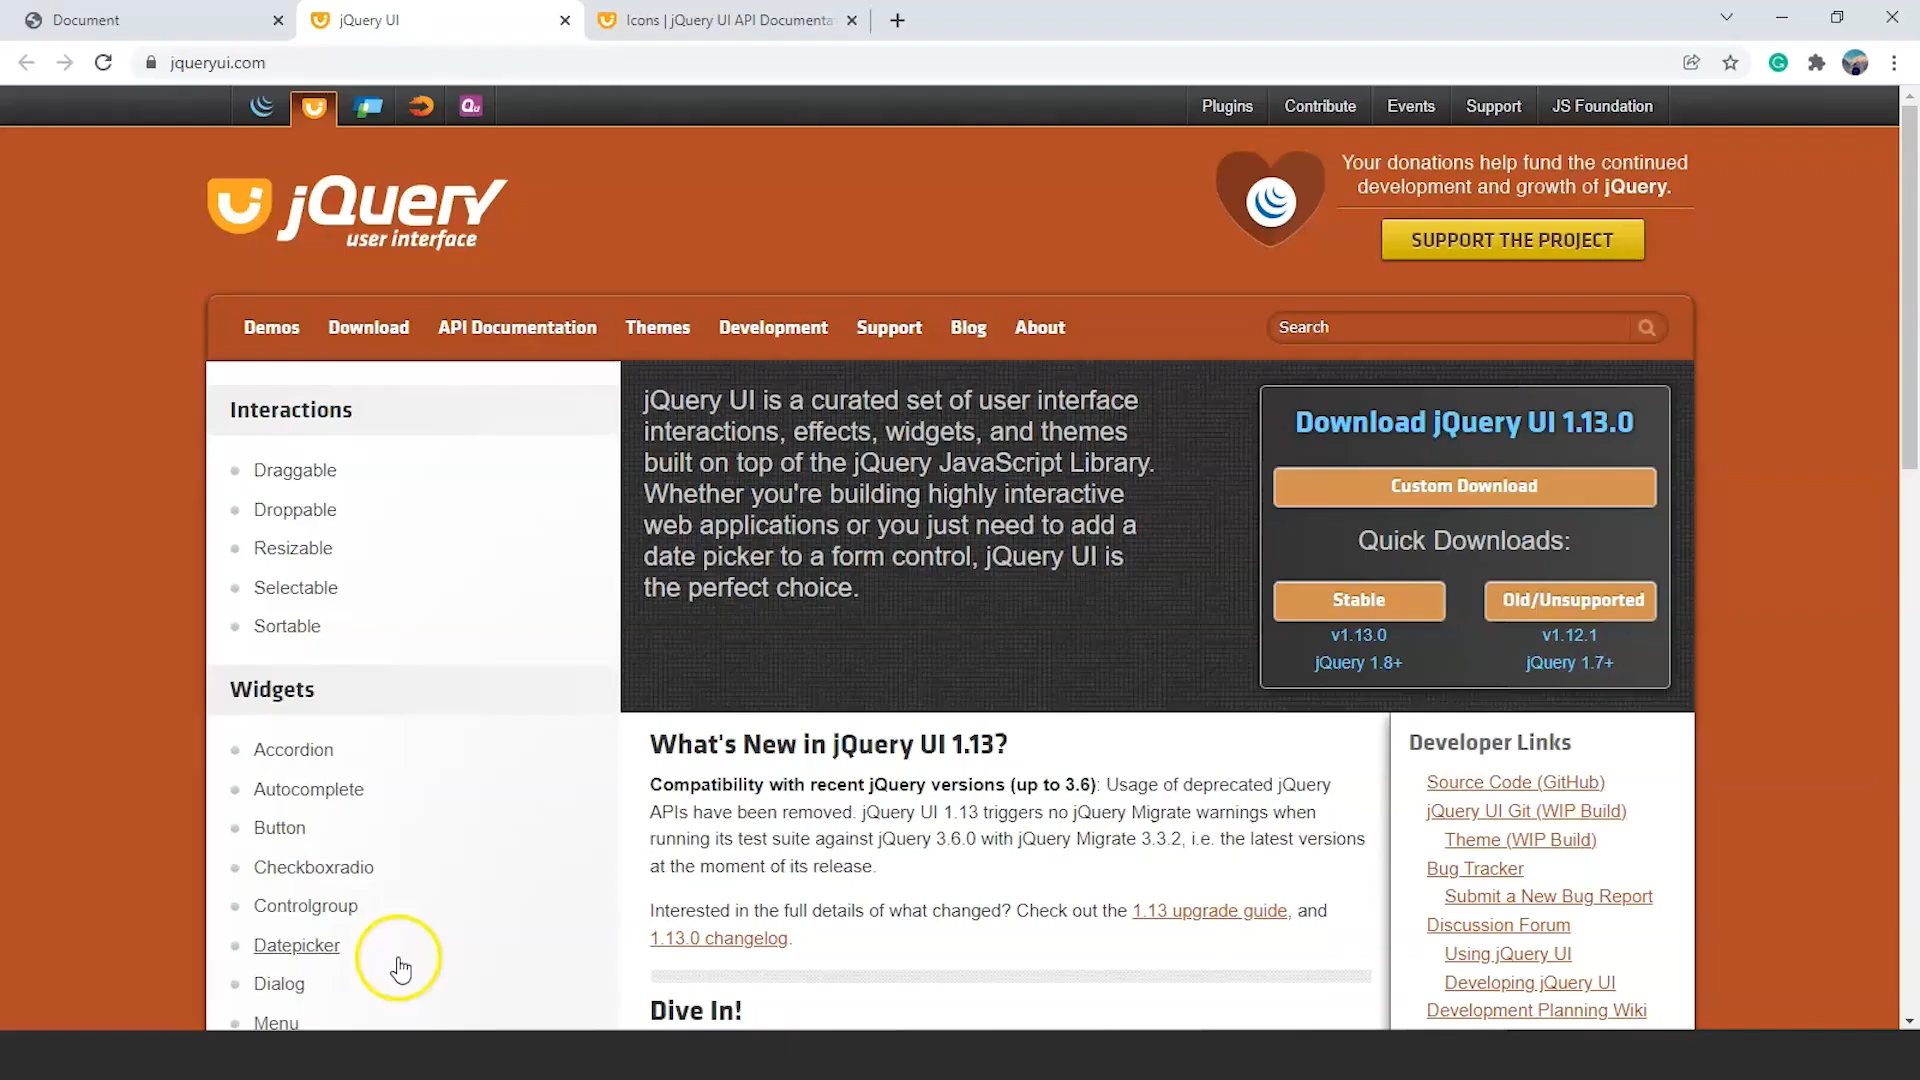 Document
jQuery UI
Icons | jQuery UI API Documenta
jqueryui.com
Qu
Plugins
Contribute
Events
Support
JS Foundation
jQuery
user interface
Your donations help fund the continued
development and growth of jQuery.
SUPPORT THE PROJECT
Demos
Download
API Documentation
Themes
Development
Support
Blog
About
Search
Interactions
Draggable
Droppable
Resizable
Selectable
Sortable
Widgets
Accordion
Autocomplete
Button
Checkboxradio
Controlgroup
Datepicker
Dialog
Menu
jQuery UI is a curated set of user interface
interactions, effects, widgets, and themes
built on top of the jQuery JavaScript Library.
Whether you're building highly interactive
web applications or you just need to add a
date picker to a form control, jQuery UI is
the perfect choice.
Download jQuery UI 1.13.0
Custom Download
Quick Downloads:
Stable
v1.13.0
jQuery 1.8+
Old/Unsupported
v1.12.1
jQuery 1.7+
What's New in jQuery UI 1.13?
Compatibility with recent jQuery versions (up to 3.6): Usage of deprecated jQuery
APIs have been removed. jQuery UI 1.13 triggers no jQuery Migrate warnings when
running its test suite against jQuery 3.6.0 with jQuery Migrate 3.3.2, i.e. the latest versions
at the moment of its release.
Interested in the full details of what changed? Check out the 1.13 upgrade guide, and
1.13.0 changelog.
Dive In!
Developer Links
Source Code (GitHub)
jQuery UI Git (WIP Build)
Theme (WIP Build)
Bug Tracker
Submit a New Bug Report
Discussion Forum
Using jQuery UI
Developing jQuery UI
Development Planning Wiki